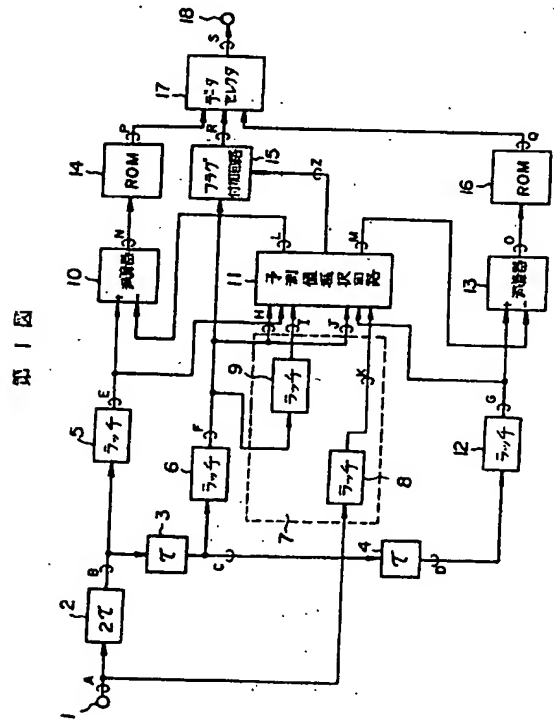 第1図
1
A
2
2τ
B
3
τ
C
4
τ
D
5
ラッチ
E
6
ラッチ
F
7
8
ラッチ
K
9
ラッチ
H
I
J
10
減算器
N
11
予測値選択回路
L
Z
M
12
ラッチ
G
13
減算器
O
14
ROM
P
15
フラグ
付加回路
R
16
ROM
Q
17
データ
セレクタ
S
18